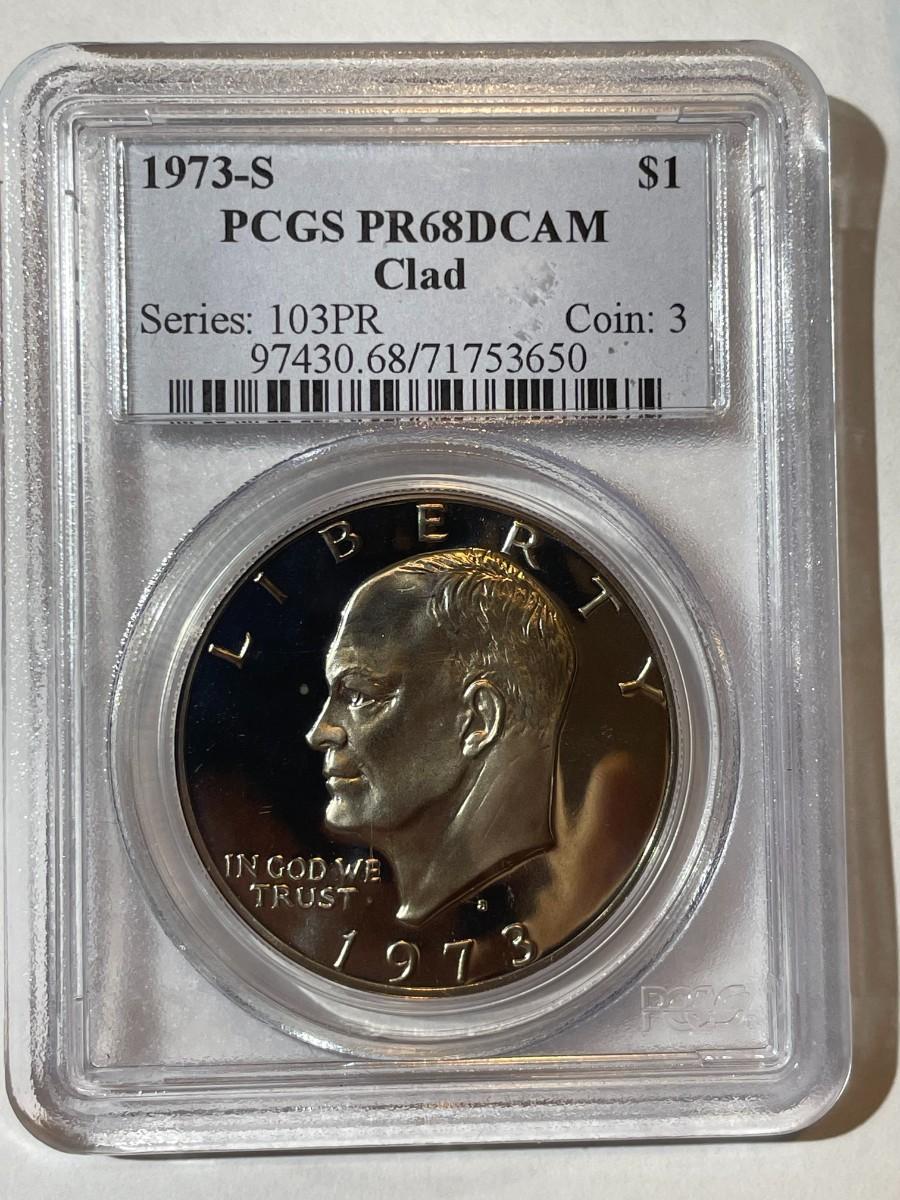 1973-S $1
PCGS PR68DCAM
Clad
Series: 103PR Coin: 3
97430.68/71753650
LIBERTY
IN GOD WE
TRUST
S
1973
PCGS